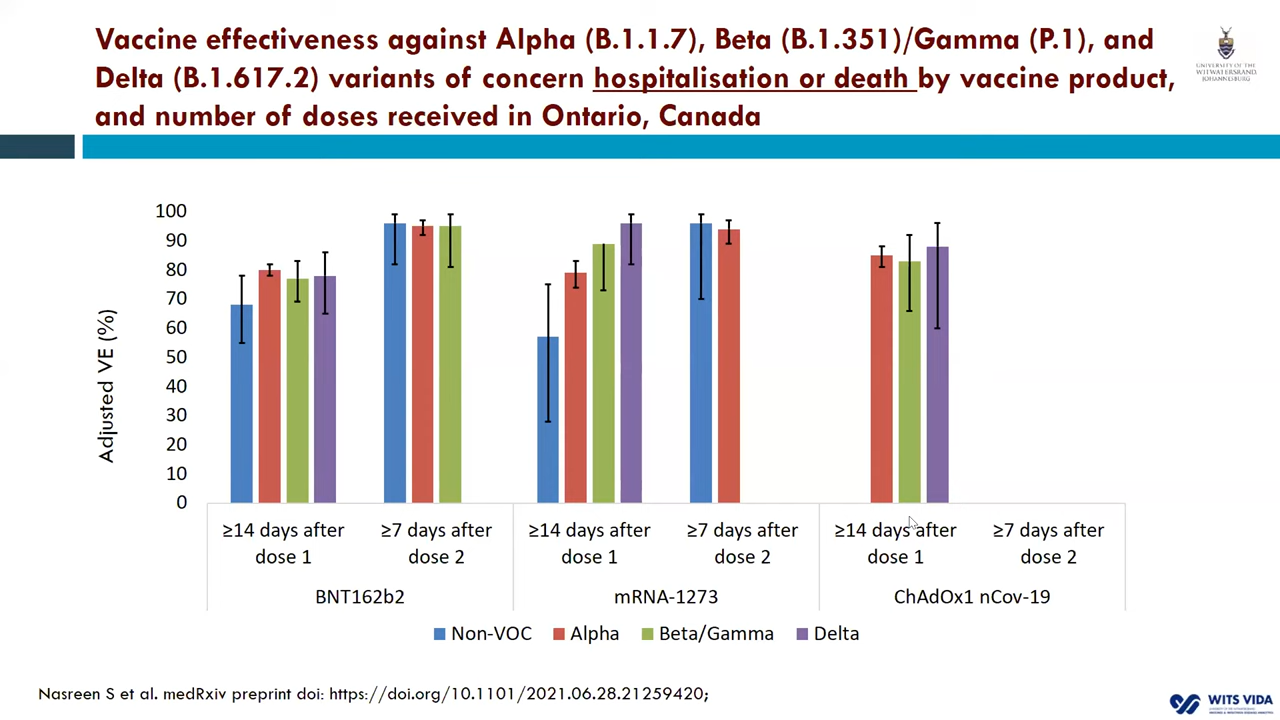 Vaccine effectiveness against Alpha (B.1.1.7), Beta (B.1.351)/Gamma (P.1), and
Delta (B.1.617.2) variants of concern hospitalisation or death by vaccine product,
and number of doses received in Ontario, Canada
UNIVERSITY OF THE
WITWATERSRAND,
JOHANNESBURG
Adjusted VE (%)
100
90
80
70
60
50
40
30
20
10
0
≥14 days after
dose 1
≥7 days after
dose 2
≥14 days after
dose 1
≥7 days after
dose 2
≥14 days after
dose 1
≥7 days after
dose 2
BNT162b2
mRNA-1273
ChAdOx1 nCov-19
Non-VOC
Alpha
Beta/Gamma
Delta
Nasreen S et al. medRxiv preprint doi: https://doi.org/10.1101/2021.06.28.21259420;
WITS VIDA